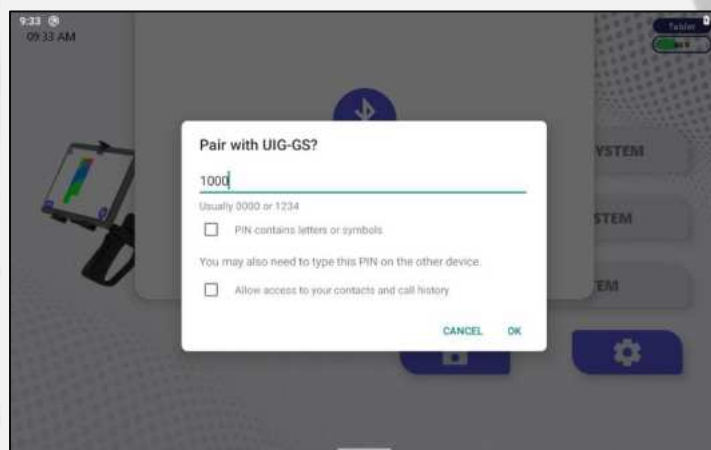 9:33
09:33 AM
Tablet
Pair with UIG-GS?
1000
Usually 0000 or 1234
PIN contains letters or symbols
You may also need to type this PIN on the other device.
Allow access to your contacts and call history
CANCEL OK
YSTEM
STEM
EM